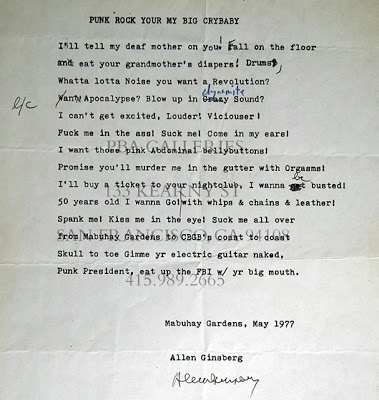 PUNK ROCK YOUR MY BIG CRYBABY
I'll tell my deaf mother on you! Fall on the floor
and eat your grandmother's diapers! Drums,
Whatta lotta Noise you want a Revolution?
l/c Want Apocalypse? Blow up in dynamite Sound?
I can't get excited, Louder! Viciouser!
Fuck me in the ass! Suck me! Come in my ears!
PBA GALLERIES
I want those pink Abdominal bellybuttons!
Promise you'll murder me in the gutter with Orgasms!
I'll buy a ticket to your nightclub, I wanna be busted!
133 KEARNY ST
50 years old I wanna Go! with whips & chains & leather!
Spank me! Kiss me in the eye! Suck me all over
SAN FRANCISCO CA 94108
from Mabuhay Gardens to CBGB's coast to coast
Skull to toe Gimme yr electric guitar naked,
Punk President, eat up the FBI w/ yr big mouth.
415.989.2665
Mabuhay Gardens, May 1977
Allen Ginsberg
Allen Ginsberg